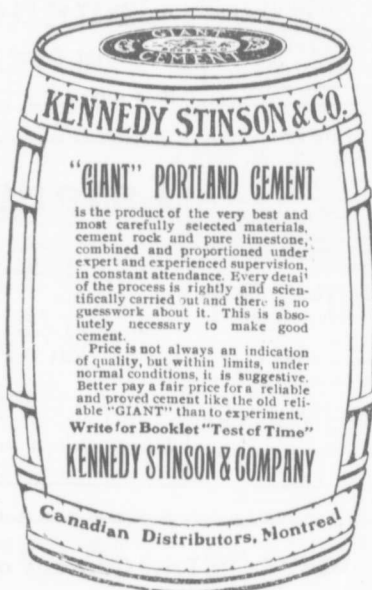 GIANT
CEMENT
KENNEDY STINSON & CO.
"GIANT" PORTLAND CEMENT
is the product of the very best and
most carefully selected materials,
cement rock and pure limestone,
combined and proportioned under
expert and experienced supervision,
in constant attendance. Every detai
of the process is rightly and scien-
tifically carried out and there is no
guesswork about it. This is abso-
lutely necessary to make good
cement.
Price is not always an indication
of quality, but within limits, under
normal conditions, it is suggestive.
Better pay a fair price for a reliable
and proved cement like the old reli-
able "GIANT" than to experiment.
Write for Booklet "Test of Time"
KENNEDY STINSON & COMPANY
Canadian Distributors, Montreal